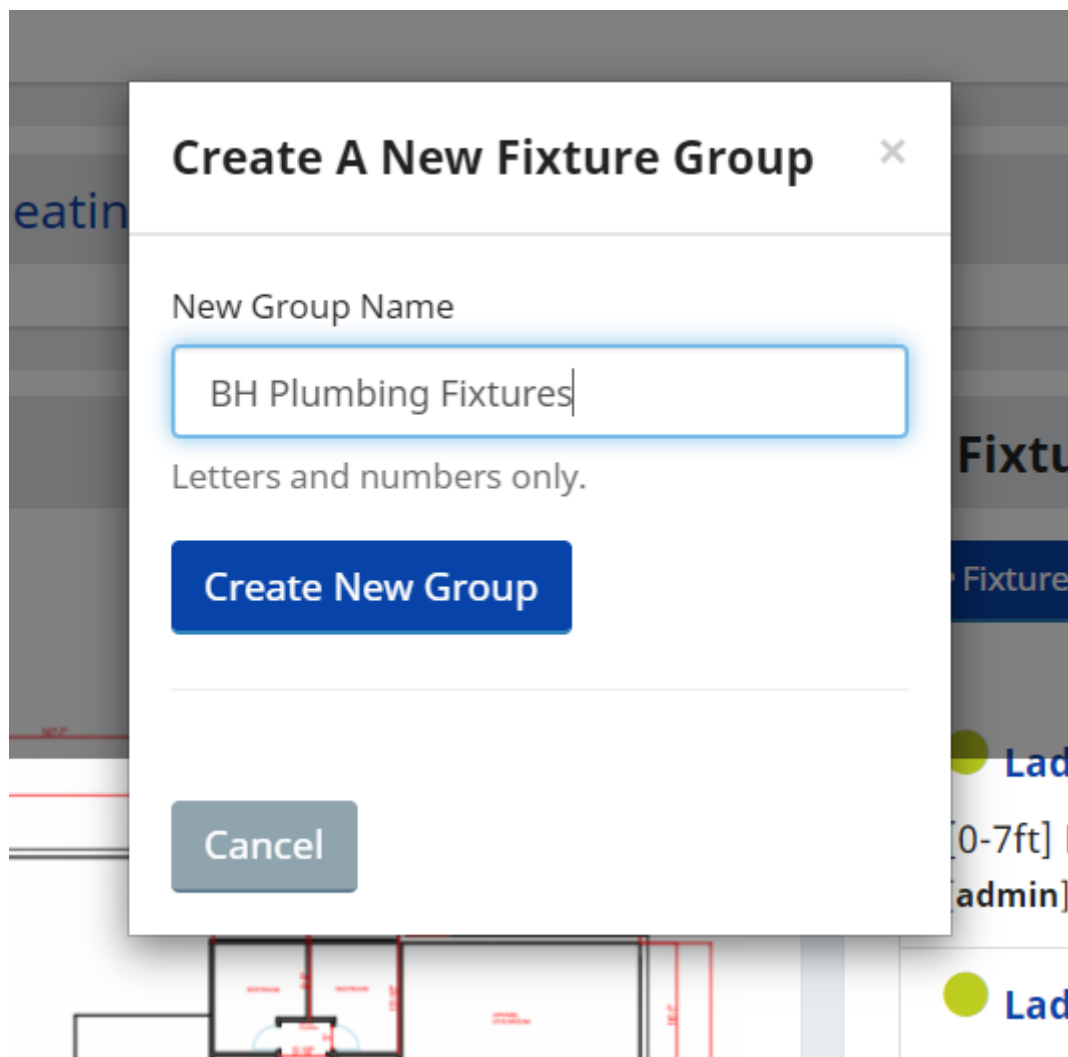 Create A New Fixture Group ×
eatin
New Group Name
BH Plumbing Fixtures
Letters and numbers only.
Fixtu
Create New Group
Fixture
Lad
[0-7ft]
[admin]
Cancel
Lad